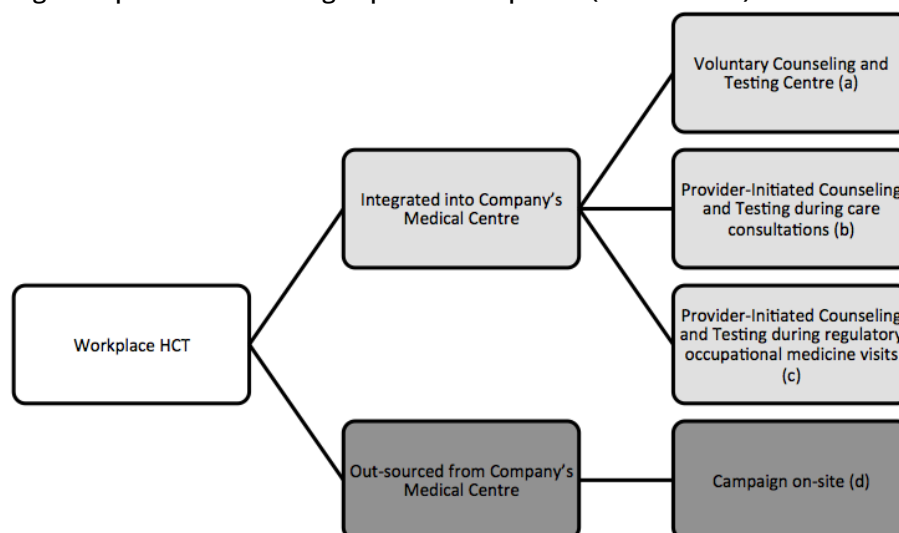 Workplace HCT
Integrated into Company's
Medical Centre
Out-sourced from Company's
Medical Centre
Voluntary Counseling and
Testing Centre (a)
Provider-Initiated Counseling
and Testing during care
consultations (b)
Provider-Initiated Counseling
and Testing during regulatory
occupational medicine visits
(c)
Campaign on-site (d)